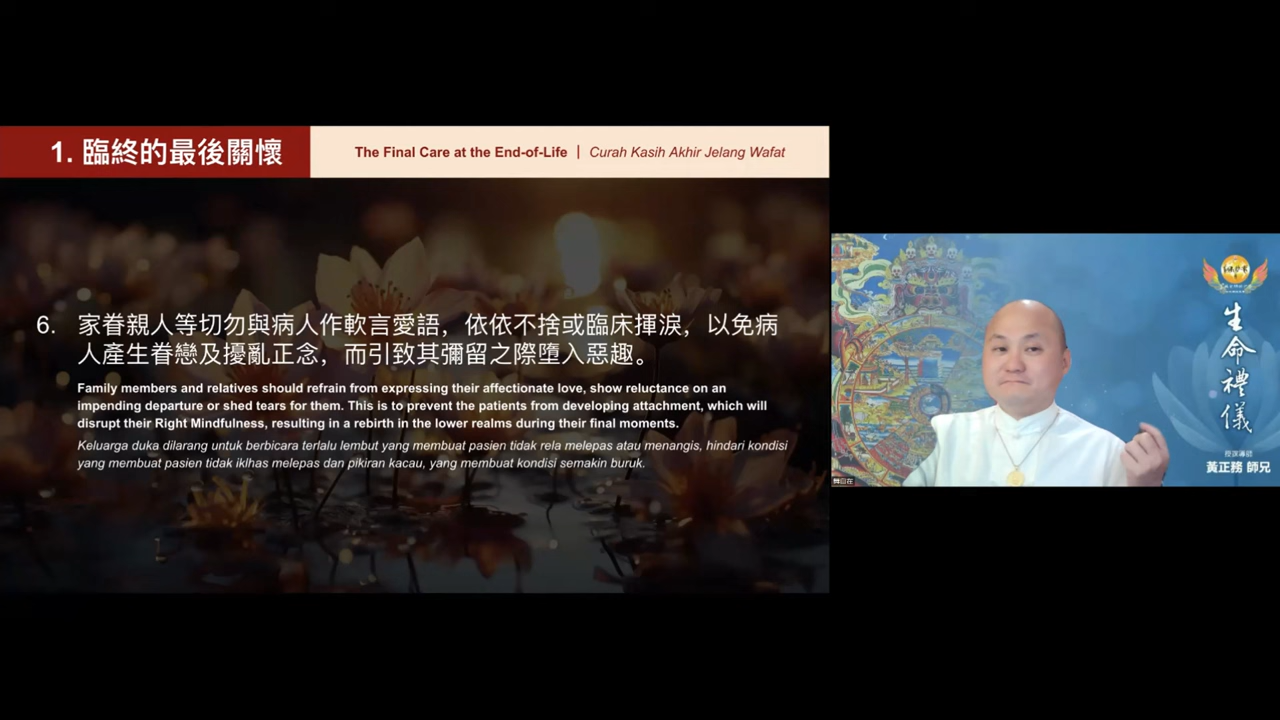 1. 臨終的最後關懷
The Final Care at the End-of-Life | Curah Kasih Akhir Jelang Wafat
6. 家眷親人等切勿與病人作軟言愛語，依依不捨或臨床揮淚，以免病
人產生眷戀及擾亂正念，而引致其彌留之際墮入惡趣。
Family members and relatives should refrain from expressing their affectionate love, show reluctance on an
impending departure or shed tears for them. This is to prevent the patients from developing attachment, which will
disrupt their Right Mindfulness, resulting in a rebirth in the lower realms during their final moments.
Keluarga duka dilarang untuk berbicara terlalu lembut yang membuat pasien tidak rela melepas atau menangis, hindari kondisi
yang membuat pasien tidak iklhas melepas dan pikiran kacau, yang membuat kondisi semakin buruk.
生命禮儀
授課導師
黃正務 師兄